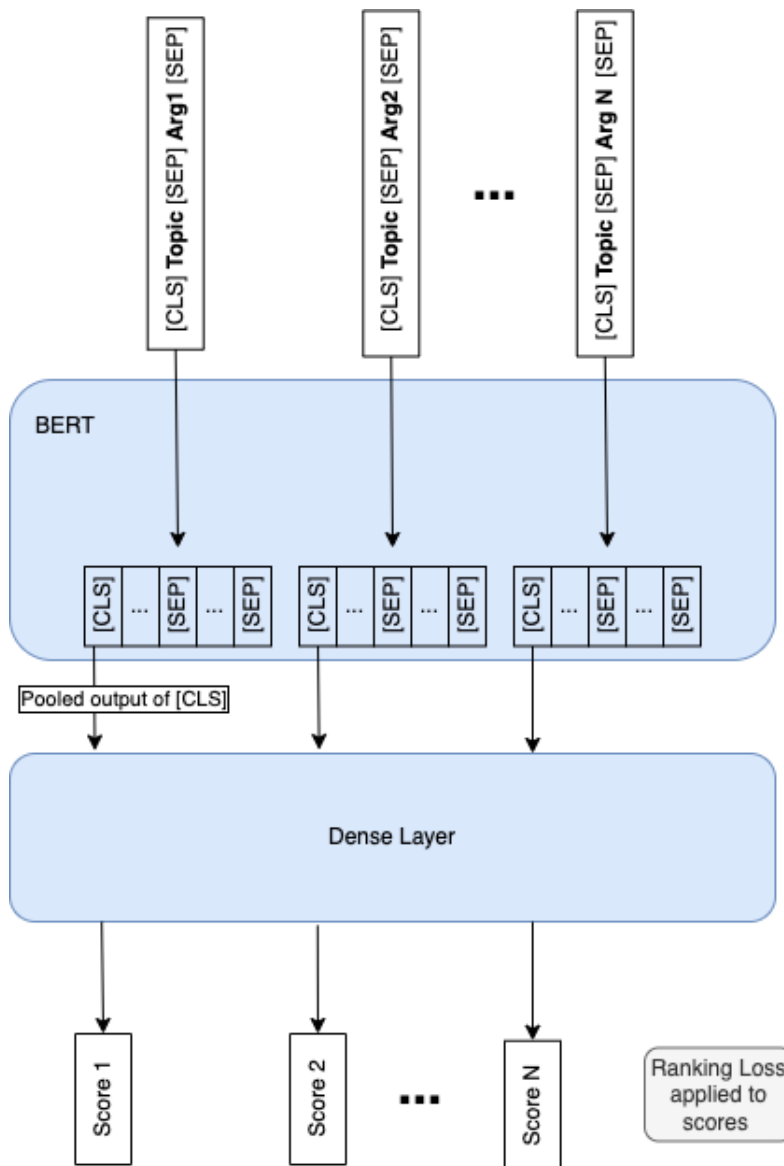 [CLS] Topic [SEP] Arg1 [SEP]
[CLS] Topic [SEP] Arg2 [SEP]
...
[CLS] Topic [SEP] Arg N [SEP]
BERT
[CLS] ... [SEP] ... [SEP]
[CLS] ... [SEP] ... [SEP]
[CLS] ... [SEP] ... [SEP]
Pooled output of [CLS]
Dense Layer
Score 1
Score 2
...
Score N
Ranking Loss
applied to
scores